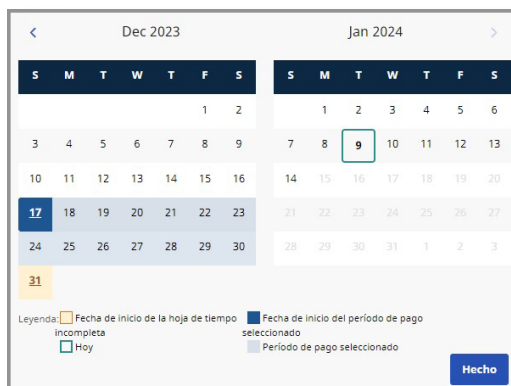 Dec 2023 Jan 2024
S M T W T F S S M T W T F S
1 2 1 2 3 4 5 6
3 4 5 6 7 8 9 7 8 9 10 11 12 13
10 11 12 13 14 15 16 14 15 16 17 18 19 20
17 18 19 20 21 22 23 21 22 23 24 25 26 27
24 25 26 27 28 29 30 28 29 30 31 1 2 3
31
Leyenda: Fecha de inicio de la hoja de tiempo Fecha de inicio del período de pago
incompleta seleccionado
Hoy Período de pago seleccionado
Hecho